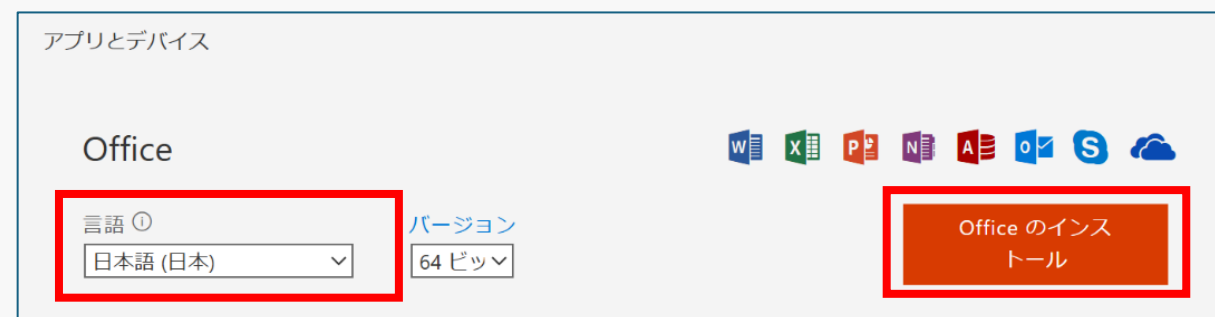 アプリとデバイス
Office
言語
バージョン
日本語 (日本)
64 ビッ
Office のインス
トール